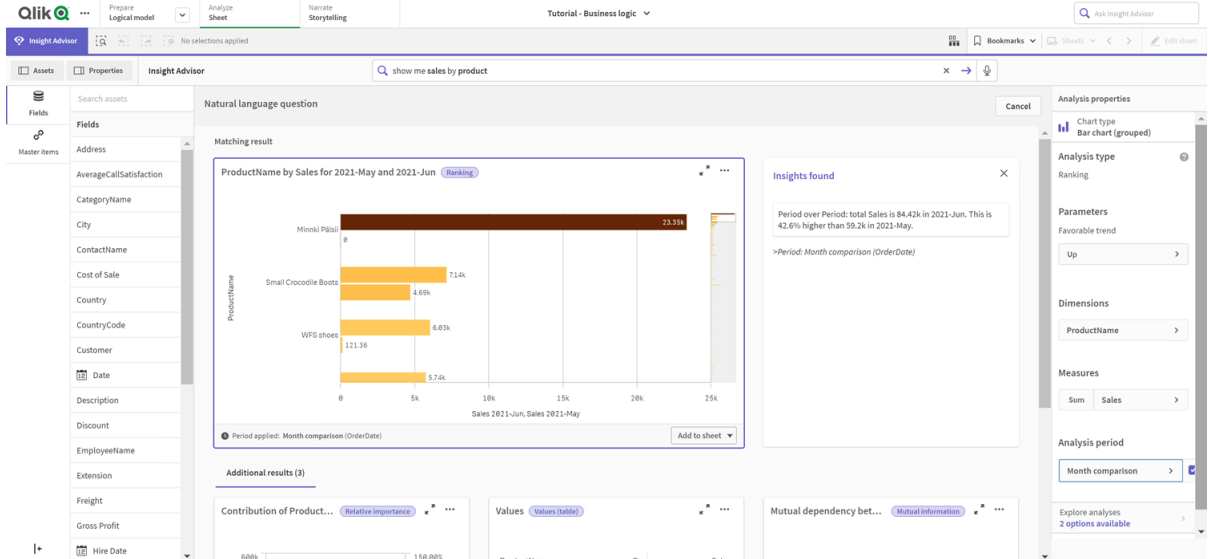 Qlik
Prepare
Logical model
Analyze
Sheet
Narrate
Storytelling
Tutorial - Business logic
Ask Insight Advisor
Insight Advisor
No selections applied
Bookmarks
Sheets
Edit sheet
Assets
Properties
Insight Advisor
show me sales by product
Fields
Master items
Search assets
Fields
Address
AverageCallSatisfaction
CategoryName
City
ContactName
Cost of Sale
Country
CountryCode
Customer
Date
Description
Discount
EmployeeName
Extension
Freight
Gross Profit
Hire Date
Natural language question
Cancel
Matching result
ProductName by Sales for 2021-May and 2021-Jun
Ranking
ProductName
Minnki Pälsii
23.35k
0
Small Crocodile Boots
7.14k
4.69k
WFS shoes
6.03k
121.36
5.74k
0
5k
10k
15k
20k
25k
Sales 2021-Jun, Sales 2021-May
Period applied: Month comparison (OrderDate)
Add to sheet
Insights found
Period over Period: total Sales is 84.42k in 2021-Jun. This is
42.6% higher than 59.2k in 2021-May.
>Period: Month comparison (OrderDate)
Additional results (3)
Contribution of Product...
Relative importance
600k
150.00%
Values
Values (table)
Mutual dependency bet...
Mutual information
Analysis properties
Chart type
Bar chart (grouped)
Analysis type
Ranking
Parameters
Favorable trend
Up
Dimensions
ProductName
Measures
Sum
Sales
Analysis period
Month comparison
Explore analyses
2 options available